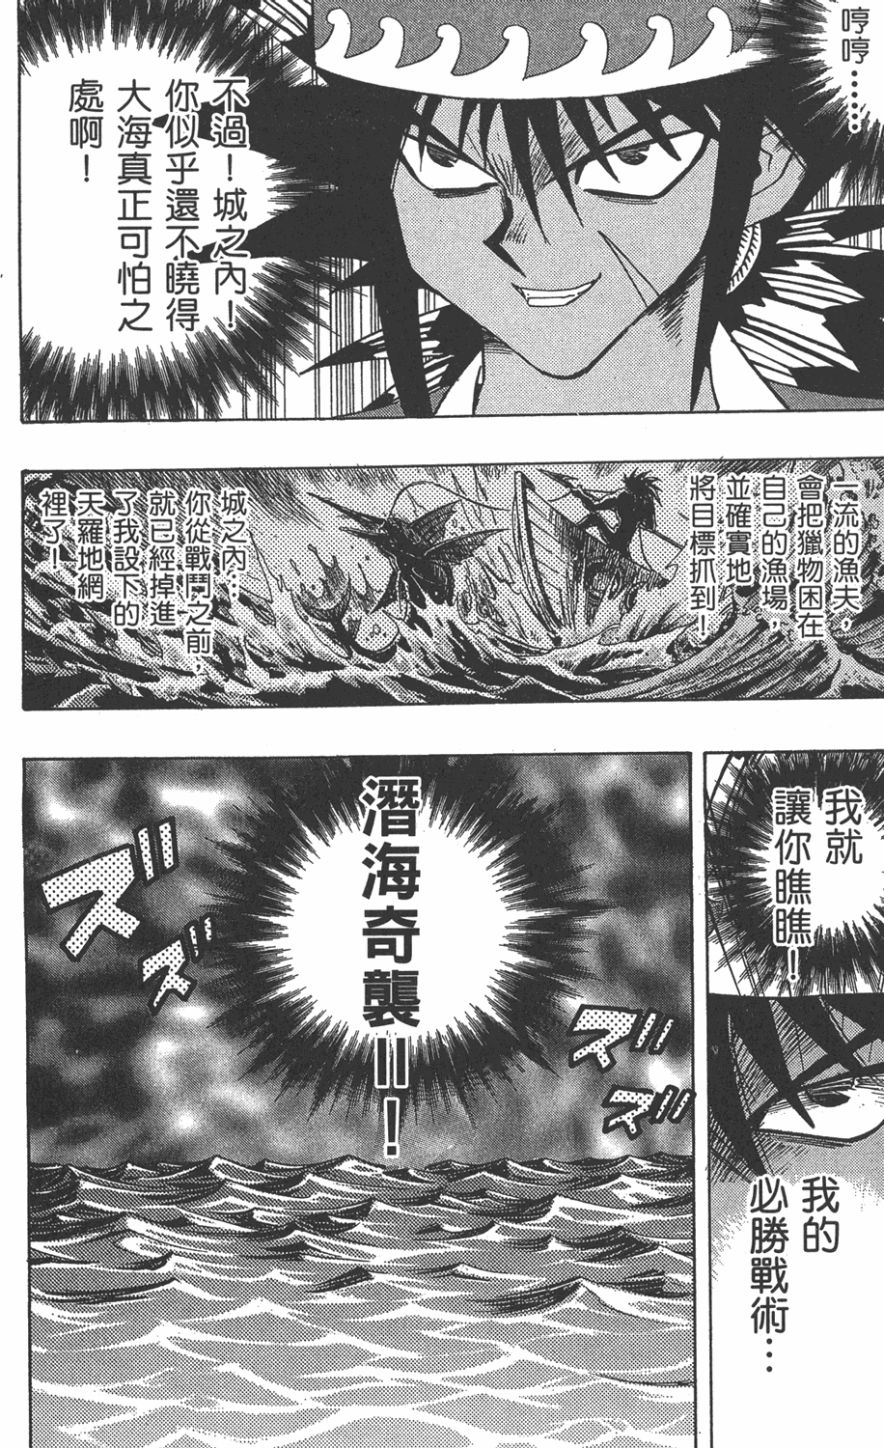 哼哼……
不過！城之內！
你似乎還不曉得
大海真正可怕之
處啊！
一流的漁夫，
會把獵物困在
自己的漁場，
並確實地
將目標抓到！
城之內…
你從戰鬥之前，
就已經掉進
了我設下的
天羅地網
裡了！
我就
讓你瞧瞧！
我的
必勝戰術…
潛海奇襲＝！
ズズ
ズズ
ズズ
ズズ